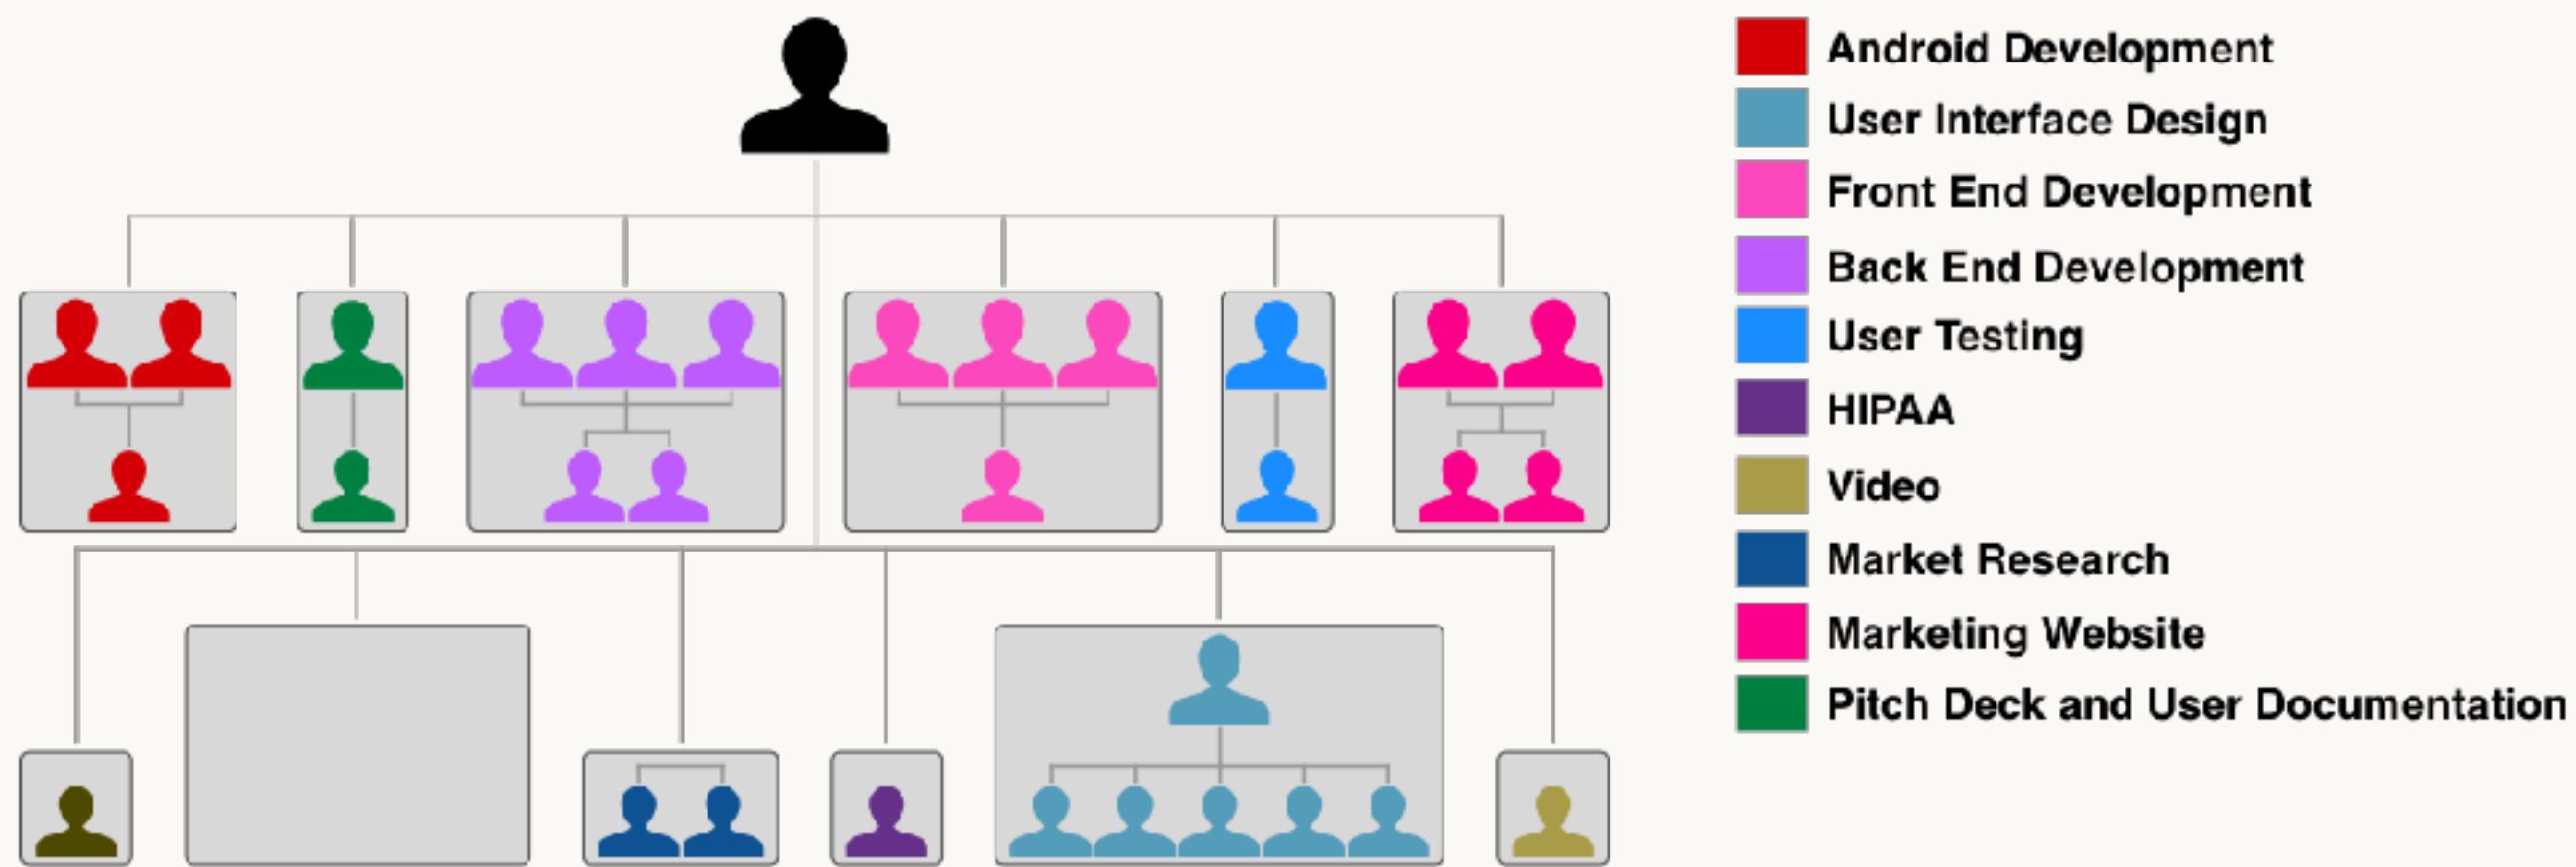 Android Development
User Interface Design
Front End Development
Back End Development
User Testing
HIPAA
Video
Market Research
Marketing Website
Pitch Deck and User Documentation